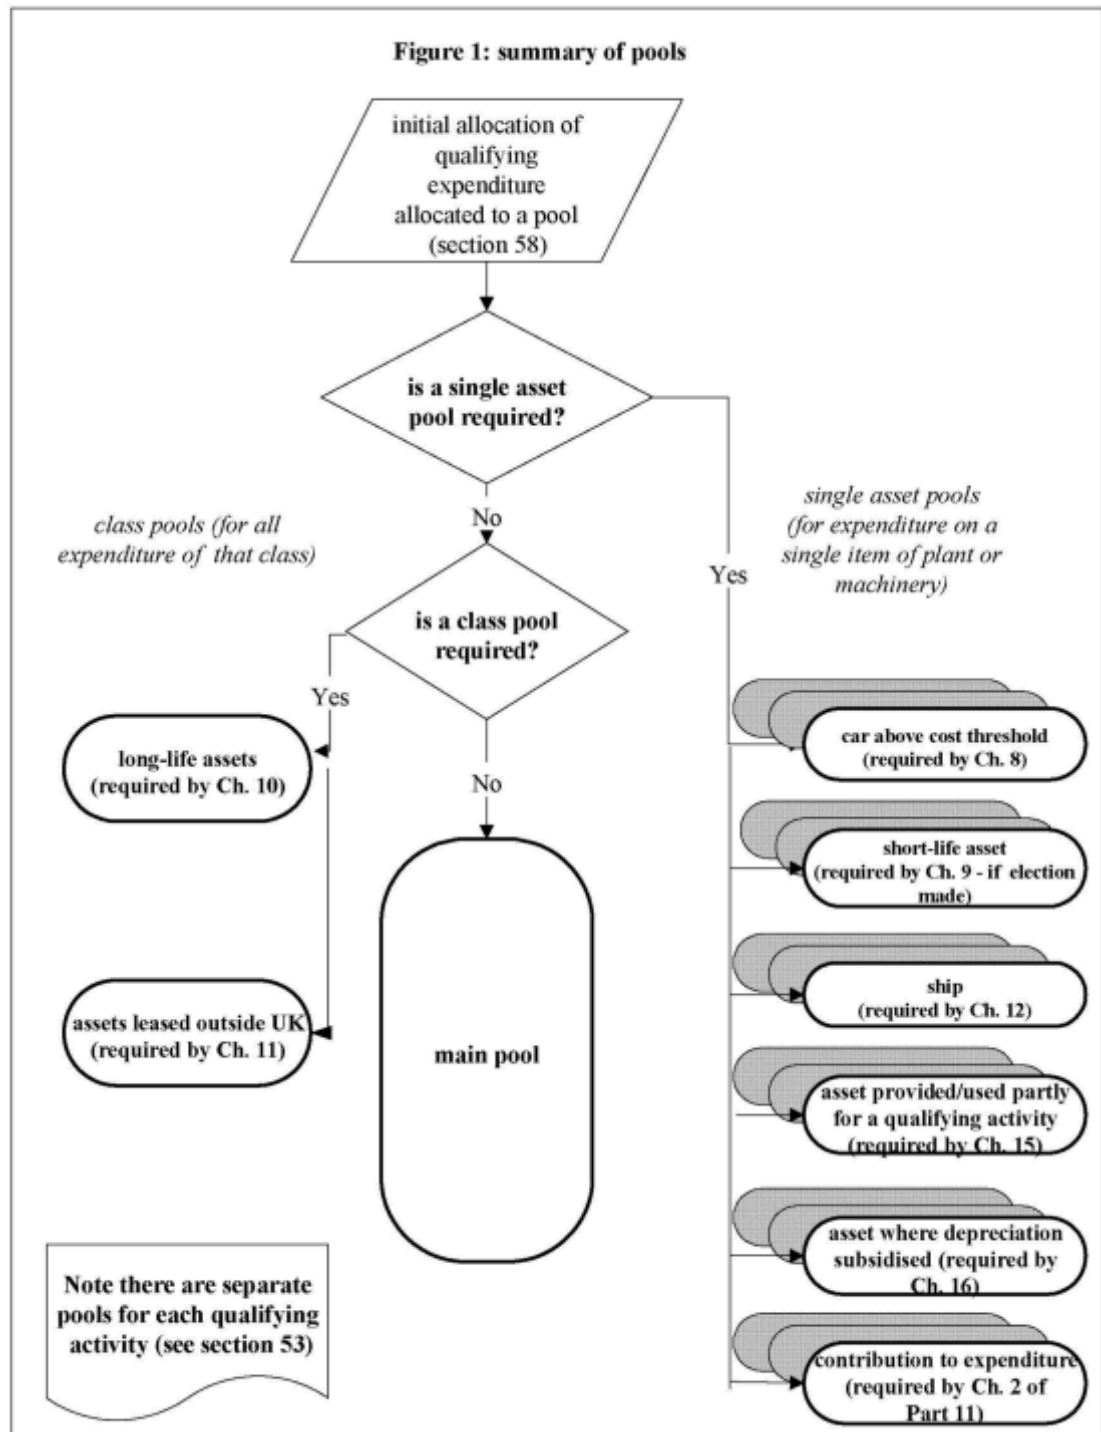 Figure 1: summary of pools
initial allocation of
qualifying
expenditure
allocated to a pool
(section 58)
is a single asset
pool required?
No
Yes
class pools (for all
expenditure of that class)
single asset pools
(for expenditure on a
single item of plant or
machinery)
is a class pool
required?
Yes
No
long-life assets
(required by Ch. 10)
assets leased outside UK
(required by Ch. 11)
main pool
car above cost threshold
(required by Ch. 8)
short-life asset
(required by Ch. 9 - if election
made)
ship
(required by Ch. 12)
asset provided/used partly
for a qualifying activity
(required by Ch. 15)
asset where depreciation
subsidised (required by
Ch. 16)
contribution to expenditure
(required by Ch. 2 of
Part 11)
Note there are separate
pools for each qualifying
activity (see section 53)